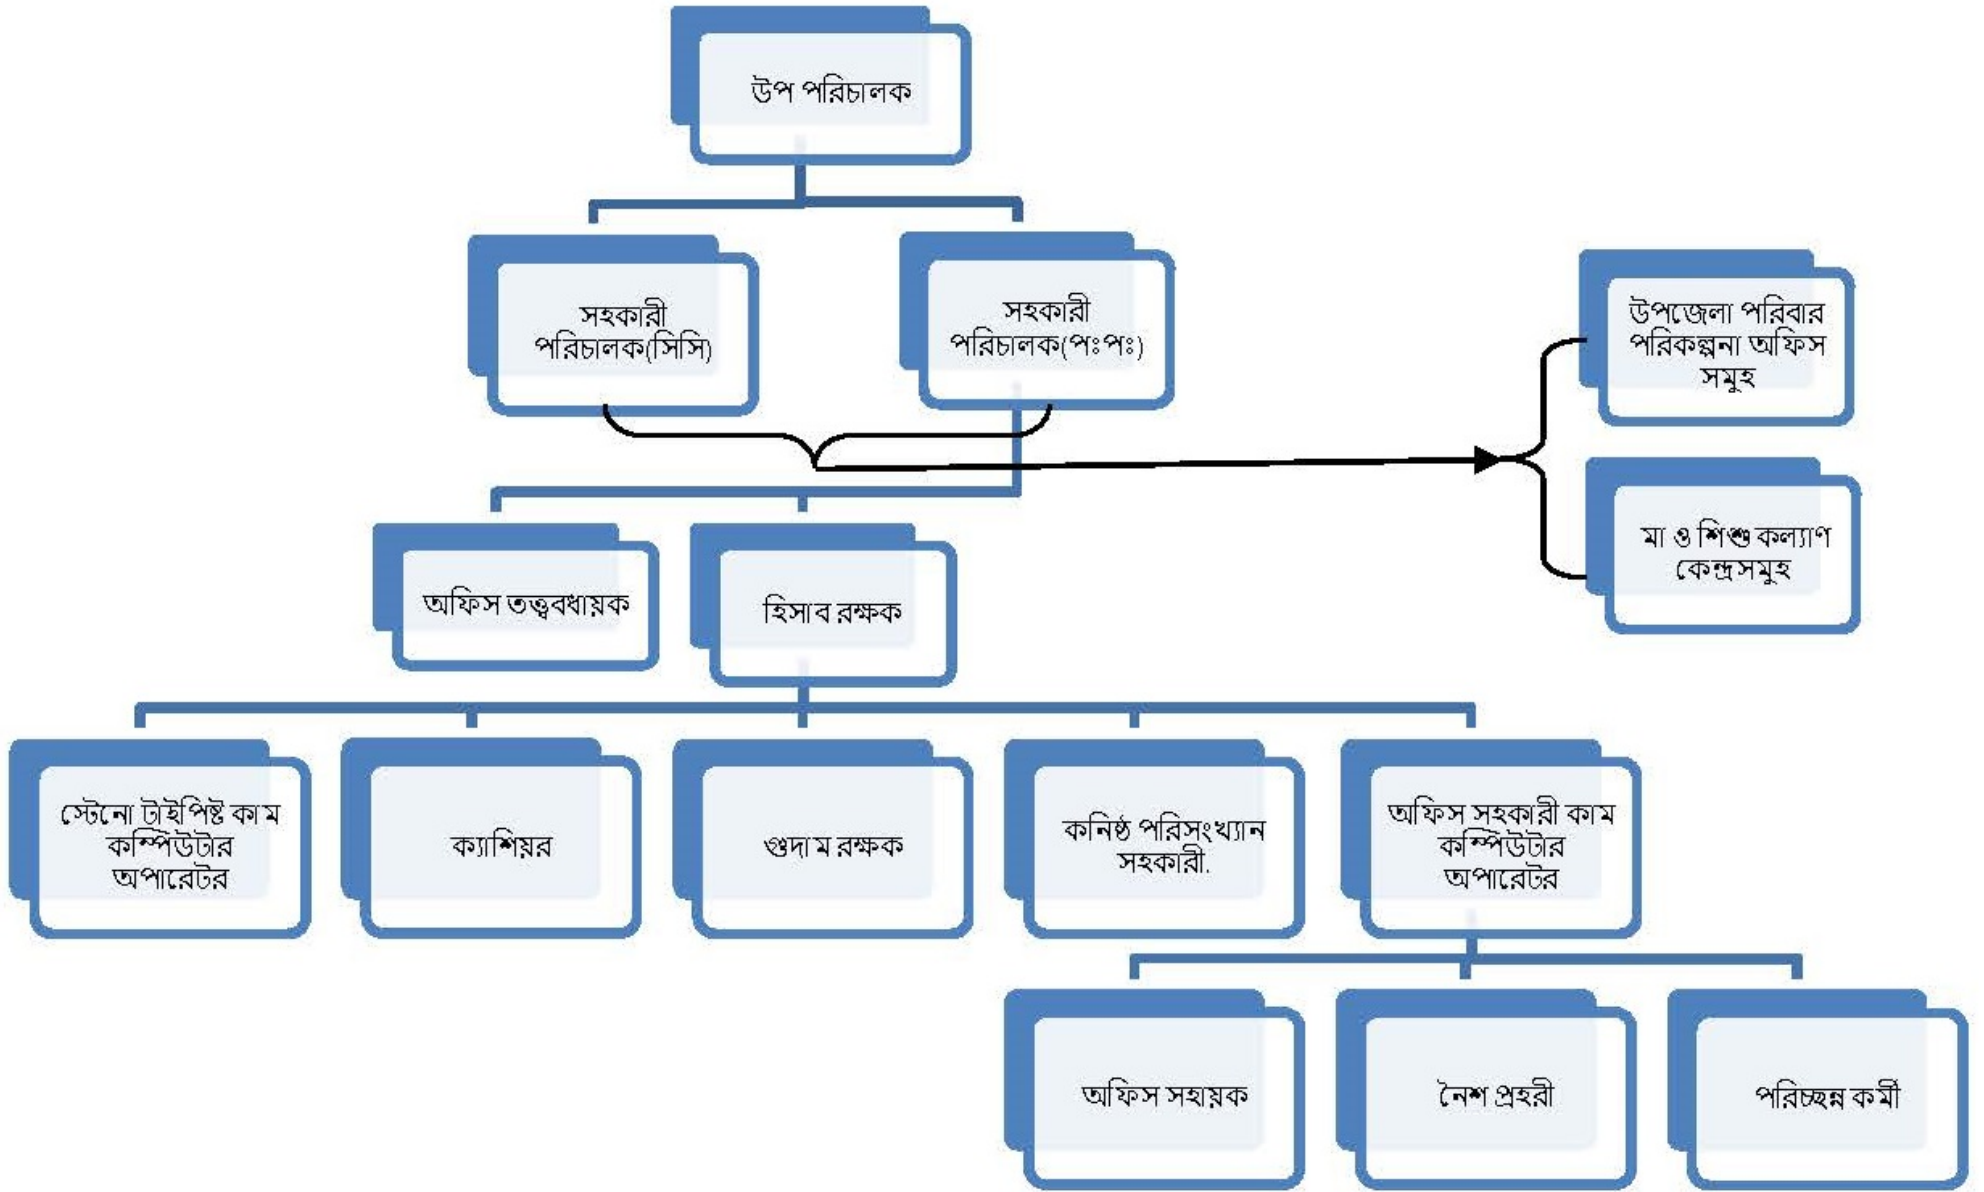 উপ পরিচালক
সহকারী
পরিচালক(সিসি)
সহকারী
পরিচালক(পঃপঃ)
উপজেলা পরিবার
পরিকল্পনা অফিস
সমুহ
মা ও শিশু কল্যাণ
কেন্দ্রসমুহ
অফিস তত্ত্ববধায়ক
হিসাব রক্ষক
স্টেনো টাইপিষ্ট কাম
কম্পিউটার
অপারেটর
ক্যাশিয়র
গুদাম রক্ষক
কনিষ্ঠ পরিসংখ্যান
সহকারী.
অফিস সহকারী কাম
কম্পিউটার
অপারেটর
অফিস সহায়ক
নৈশ প্রহরী
পরিচ্ছন্ন কর্মী